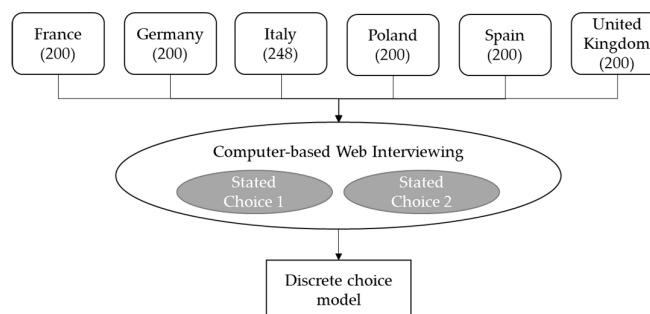 France
(200)
Germany
(200)
Italy
(248)
Poland
(200)
Spain
(200)
United
Kingdom
(200)
Computer-based Web Interviewing
Stated
Choice 1
Stated
Choice 2
Discrete choice
model